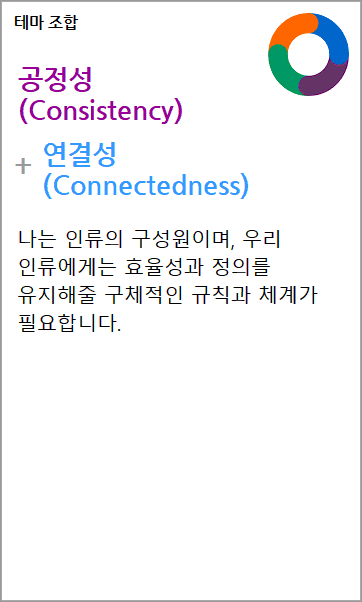 테마 조합
공정성
(Consistency)
+ 연결성
(Connectedness)
나는 인류의 구성원이며, 우리
인류에게는 효율성과 정의를
유지해줄 구체적인 규칙과 체계가
필요합니다.